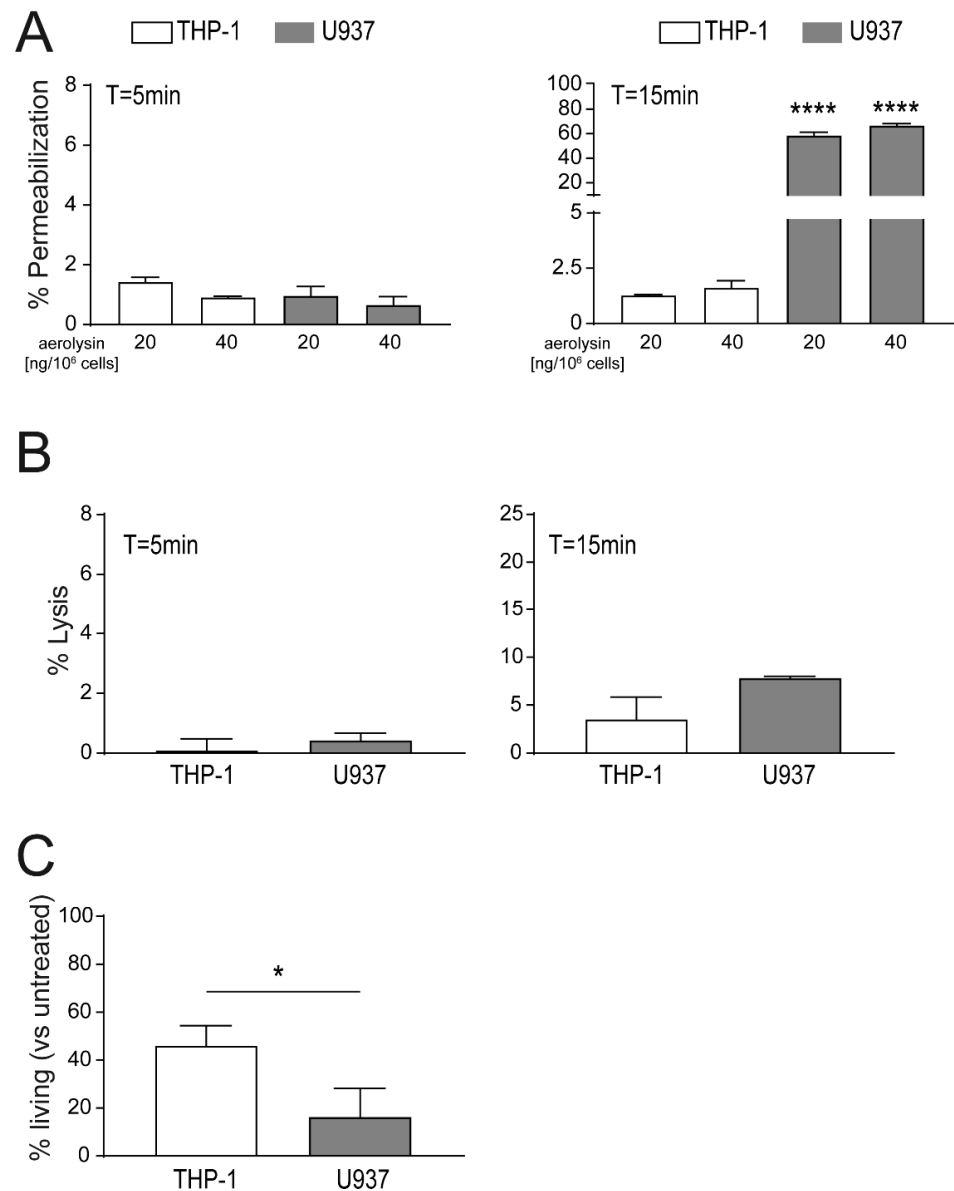 A
THP-1 U937
THP-1 U937
% Permeabilization
T=5min
8
6
4
2
0
aerolysin 20 40 20 40
[ng/10⁶ cells]
T=15min
100
80
60
40
20
5
2.5
0
**** ****
aerolysin 20 40 20 40
[ng/10⁶ cells]
B
% Lysis
T=5min
8
6
4
2
0
THP-1 U937
T=15min
25
20
15
10
5
0
THP-1 U937
C
% living (vs untreated)
100
80
60
40
20
0
*
THP-1 U937